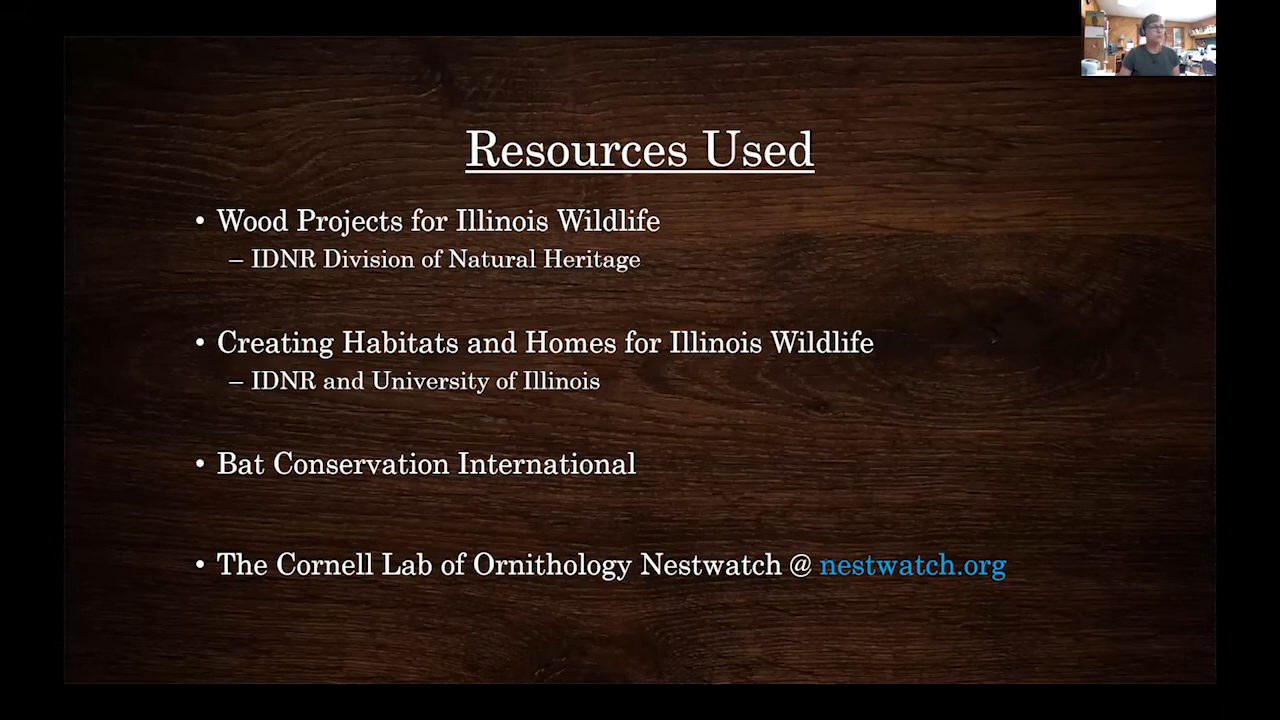 Resources Used
• Wood Projects for Illinois Wildlife
– IDNR Division of Natural Heritage
• Creating Habitats and Homes for Illinois Wildlife
– IDNR and University of Illinois
• Bat Conservation International
• The Cornell Lab of Ornithology Nestwatch @ nestwatch.org